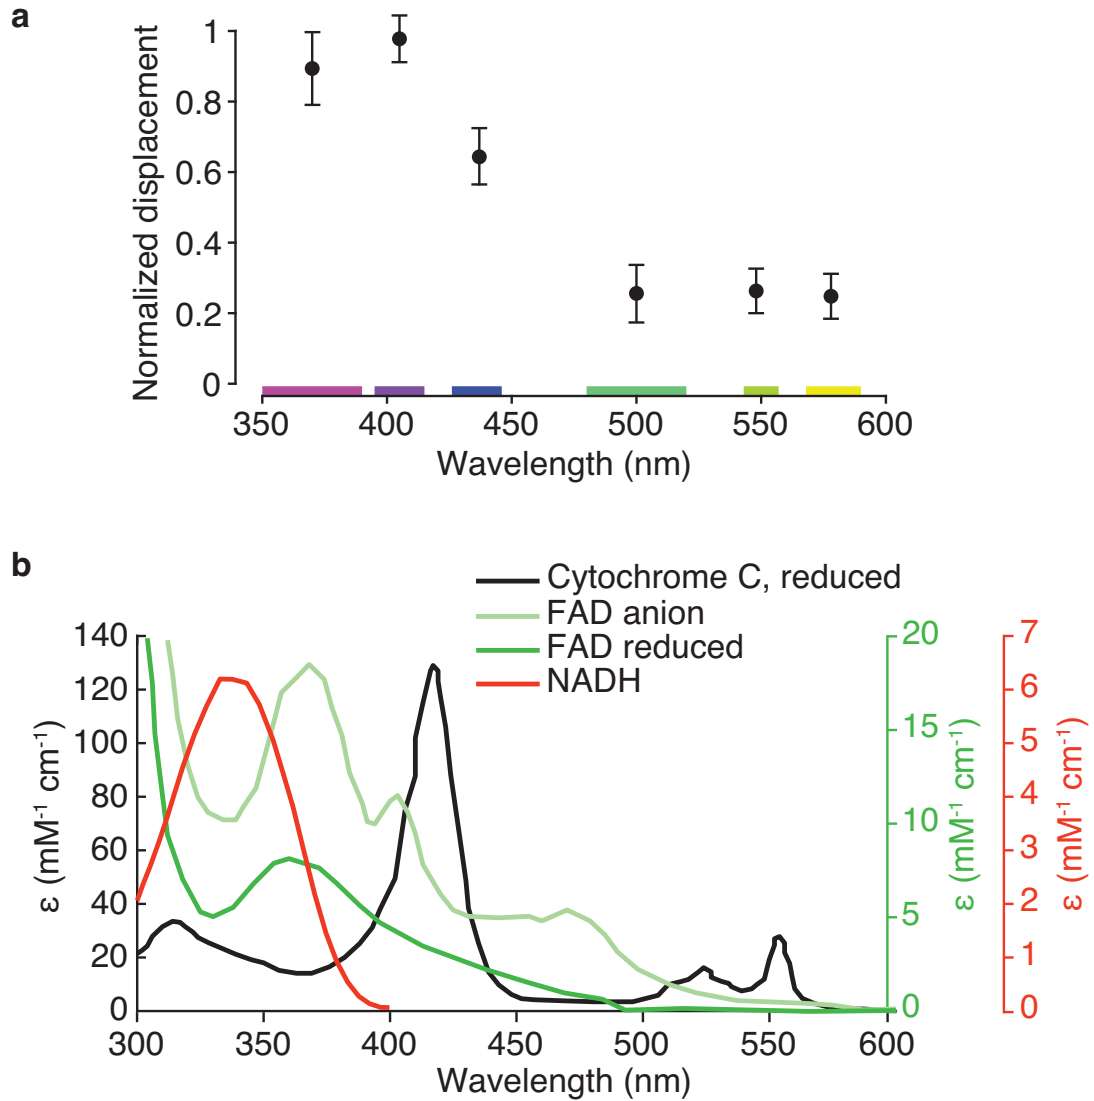 a
Normalized displacement
1
0.8
0.6
0.4
0.2
0
350 400 450 500 550 600
Wavelength (nm)
b
Cytochrome C, reduced
FAD anion
FAD reduced
NADH
ε (mM⁻¹ cm⁻¹)
140
120
100
80
60
40
20
0
20
15
10
5
0
ε (mM⁻¹ cm⁻¹)
7
6
5
4
3
2
1
0
ε (mM⁻¹ cm⁻¹)
300 350 400 450 500 550 600
Wavelength (nm)